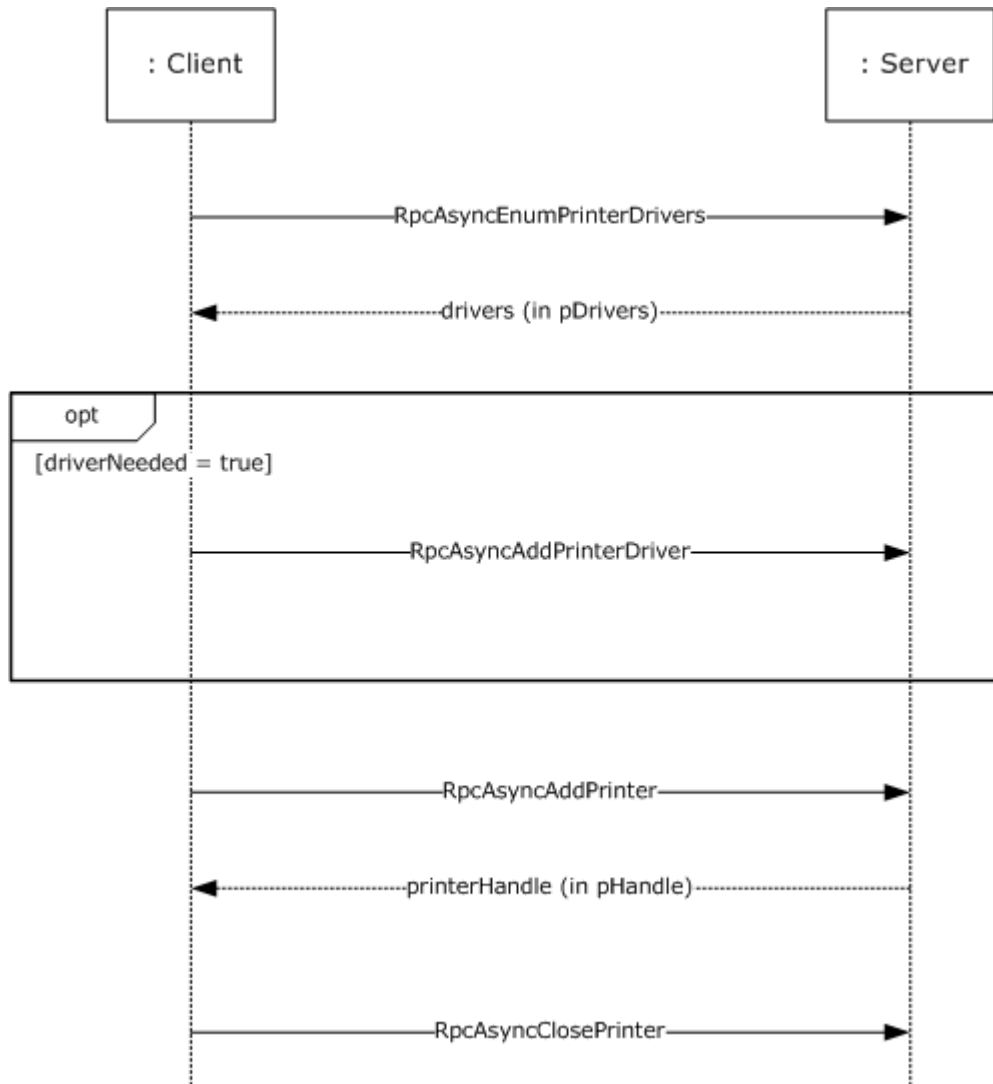 : Client
: Server
RpcAsyncEnumPrinterDrivers
drivers (in pDrivers)
opt
[driverNeeded = true]
RpcAsyncAddPrinterDriver
RpcAsyncAddPrinter
printerHandle (in pHandle)
RpcAsyncClosePrinter